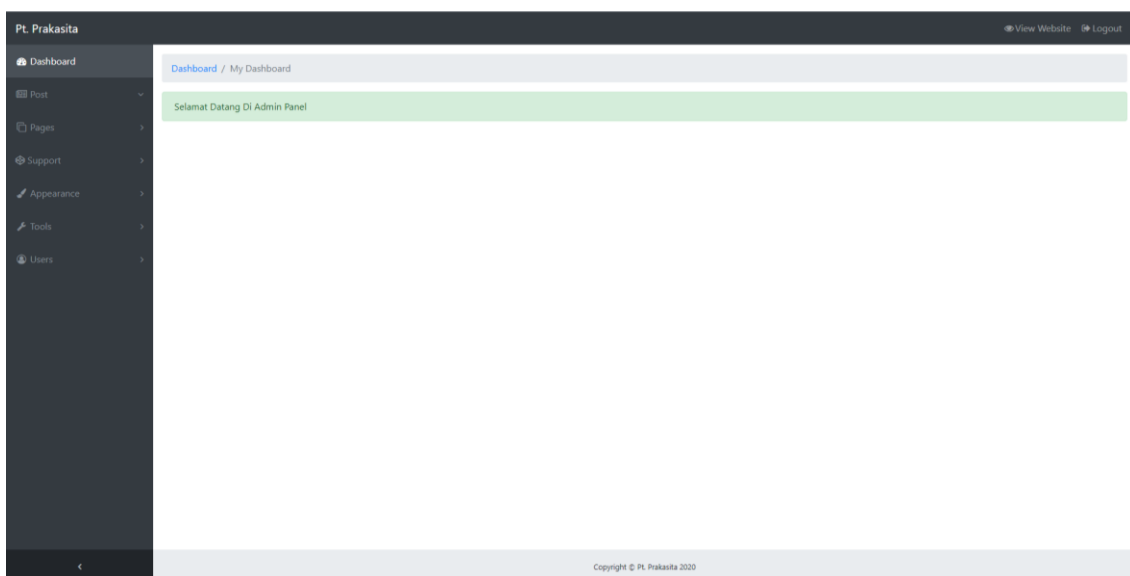 Pt. Prakasita
View Website
Logout
Dashboard
Post
Pages
Support
Appearance
Tools
Users
Dashboard / My Dashboard
Selamat Datang Di Admin Panel
Copyright © Pt. Prakasita 2020